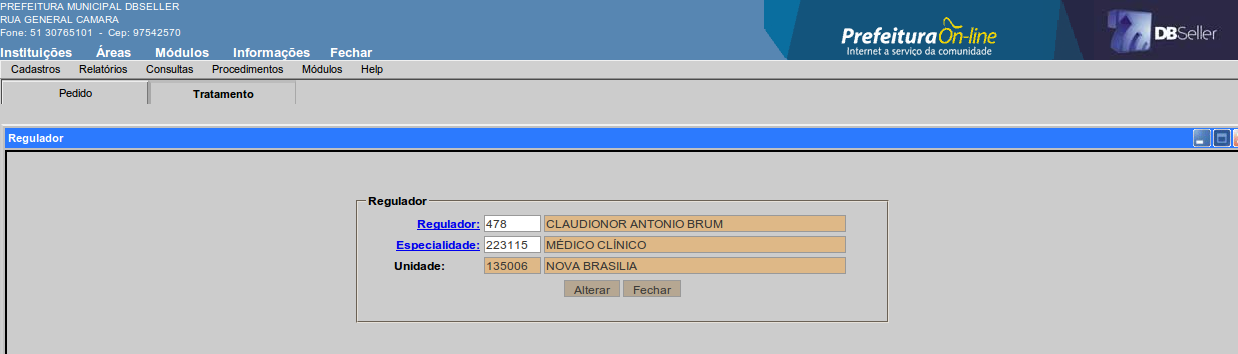 PREFEITURA MUNICIPAL DBSELLER
RUA GENERAL CAMARA
Fone: 51 30765101 - Cep: 97542570
PrefeituraOn-line
Internet a serviço da comunidade
DBSeller
Instituições Áreas Módulos Informações Fechar
Cadastros Relatórios Consultas Procedimentos Módulos Help
Pedido Tratamento
Regulador
Regulador
Regulador: 478 CLAUDIONOR ANTONIO BRUM
Especialidade: 223115 MÉDICO CLÍNICO
Unidade: 135006 NOVA BRASILIA
Alterar Fechar